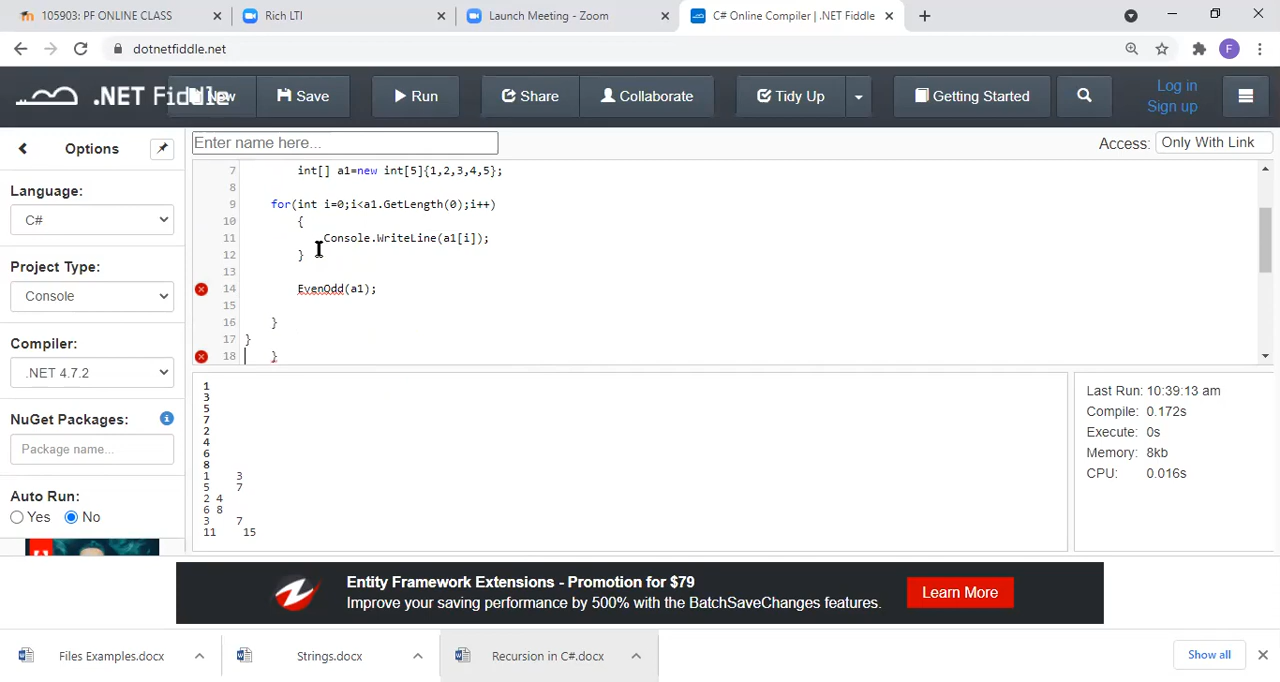 105903: PF ONLINE CLASS
Rich LTI
Launch Meeting - Zoom
C# Online Compiler | .NET Fiddle
dotnetfiddle.net
F
.NET Fiddle
New
Save
Run
Share
Collaborate
Tidy Up
Getting Started
Log in
Sign up
Options
Enter name here...
Access:
Only With Link
Language:
C#
Project Type:
Console
Compiler:
.NET 4.7.2
NuGet Packages:
Package name...
Auto Run:
Yes
No
7 int[] a1=new int[5]{1,2,3,4,5};
8
9 for(int i=0;i<a1.GetLength(0);i++)
10 {
11 Console.WriteLine(a1[i]);
12 }
13
14 EvenOdd(a1);
15
16 }
17 }
18 }
1
3
5
7
2
4
6
8
1 3
5 7
2 4
6 8
3 7
11 15
Last Run: 10:39:13 am
Compile: 0.172s
Execute: 0s
Memory: 8kb
CPU: 0.016s
Entity Framework Extensions - Promotion for $79
Improve your saving performance by 500% with the BatchSaveChanges features.
Learn More
Files Examples.docx
Strings.docx
Recursion in C#.docx
Show all